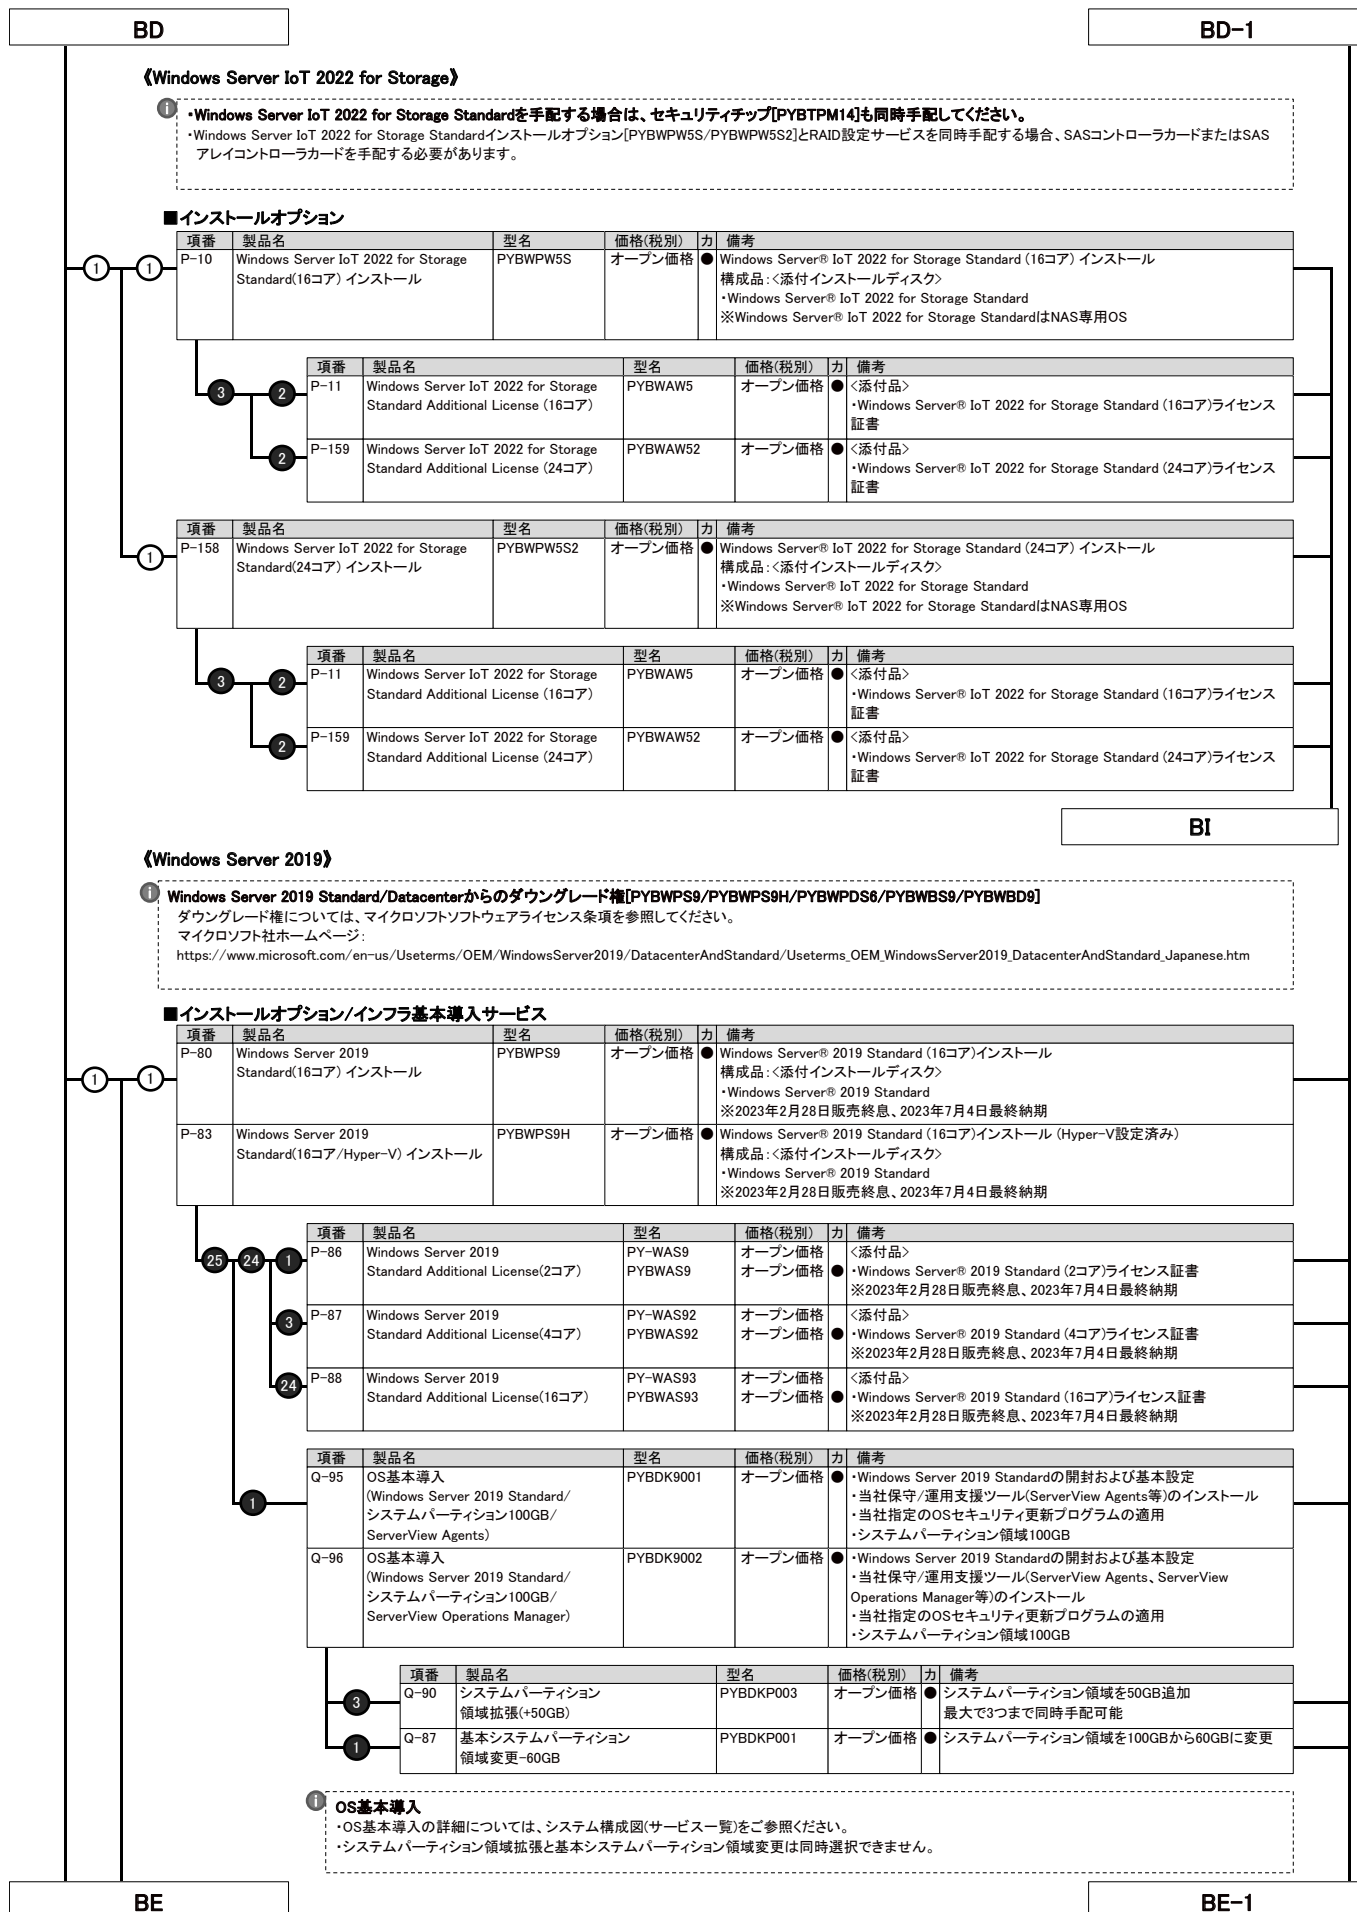 BD
BD-1
《Windows Server IoT 2022 for Storage》
・Windows Server IoT 2022 for Storage Standardを手配する場合は、セキュリティチップ[PYBTPM14]も同時手配してください。
・Windows Server IoT 2022 for Storage Standardインストールオプション[PYBWPW5S/PYBWPW5S2]とRAID設定サービスを同時手配する場合、SASコントローラカードまたはSAS
アレイコントローラカードを手配する必要があります。
■インストールオプション
項番 製品名 型名 価格(税別) カ 備考
1 1 P-10 Windows Server IoT 2022 for Storage PYBWPW5S オープン価格 ● Windows Server® IoT 2022 for Storage Standard (16コア) インストール
Standard(16コア) インストール 構成品:<添付インストールディスク>
・Windows Server® IoT 2022 for Storage Standard
※Windows Server® IoT 2022 for Storage StandardはNAS専用OS
項番 製品名 型名 価格(税別) カ 備考
3 2 P-11 Windows Server IoT 2022 for Storage PYBWAW5 オープン価格 ● <添付品>
Standard Additional License (16コア) ・Windows Server® IoT 2022 for Storage Standard (16コア)ライセンス
証書
2 P-159 Windows Server IoT 2022 for Storage PYBWAW52 オープン価格 ● <添付品>
Standard Additional License (24コア) ・Windows Server® IoT 2022 for Storage Standard (24コア)ライセンス
証書
項番 製品名 型名 価格(税別) カ 備考
1 P-158 Windows Server IoT 2022 for Storage PYBWPW5S2 オープン価格 ● Windows Server® IoT 2022 for Storage Standard (24コア) インストール
Standard(24コア) インストール 構成品:<添付インストールディスク>
・Windows Server® IoT 2022 for Storage Standard
※Windows Server® IoT 2022 for Storage StandardはNAS専用OS
項番 製品名 型名 価格(税別) カ 備考
3 2 P-11 Windows Server IoT 2022 for Storage PYBWAW5 オープン価格 ● <添付品>
Standard Additional License (16コア) ・Windows Server® IoT 2022 for Storage Standard (16コア)ライセンス
証書
2 P-159 Windows Server IoT 2022 for Storage PYBWAW52 オープン価格 ● <添付品>
Standard Additional License (24コア) ・Windows Server® IoT 2022 for Storage Standard (24コア)ライセンス
証書
BI
《Windows Server 2019》
Windows Server 2019 Standard/Datacenterからのダウングレード権[PYBWPS9/PYBWPS9H/PYBWPDS6/PYBWBS9/PYBWBD9]
ダウングレード権については、マイクロソフトソフトウェアライセンス条項を参照してください。
マイクロソフト社ホームページ:
https://www.microsoft.com/en-us/Useterms/OEM/WindowsServer2019/DatacenterAndStandard/Useterms_OEM_WindowsServer2019_DatacenterAndStandard_Japanese.htm
■インストールオプション/インフラ基本導入サービス
項番 製品名 型名 価格(税別) カ 備考
1 1 P-80 Windows Server 2019 PYBWPS9 オープン価格 ● Windows Server® 2019 Standard (16コア)インストール
Standard(16コア) インストール 構成品:<添付インストールディスク>
・Windows Server® 2019 Standard
※2023年2月28日販売終息、2023年7月4日最終納期
P-83 Windows Server 2019 PYBWPS9H オープン価格 ● Windows Server® 2019 Standard (16コア)インストール (Hyper-V設定済み)
Standard(16コア/Hyper-V) インストール 構成品:<添付インストールディスク>
・Windows Server® 2019 Standard
※2023年2月28日販売終息、2023年7月4日最終納期
項番 製品名 型名 価格(税別) カ 備考
25 24 1 P-86 Windows Server 2019 PY-WAS9 オープン価格 <添付品>
Standard Additional License(2コア) PYBWAS9 オープン価格 ● ・Windows Server® 2019 Standard (2コア)ライセンス証書
※2023年2月28日販売終息、2023年7月4日最終納期
3 P-87 Windows Server 2019 PY-WAS92 オープン価格 <添付品>
Standard Additional License(4コア) PYBWAS92 オープン価格 ● ・Windows Server® 2019 Standard (4コア)ライセンス証書
※2023年2月28日販売終息、2023年7月4日最終納期
24 P-88 Windows Server 2019 PY-WAS93 オープン価格 <添付品>
Standard Additional License(16コア) PYBWAS93 オープン価格 ● ・Windows Server® 2019 Standard (16コア)ライセンス証書
※2023年2月28日販売終息、2023年7月4日最終納期
項番 製品名 型名 価格(税別) カ 備考
1 Q-95 OS基本導入 PYBDK9001 オープン価格 ● ・Windows Server 2019 Standardの開封および基本設定
(Windows Server 2019 Standard/ ・当社保守/運用支援ツール(ServerView Agents等)のインストール
システムパーティション100GB/ ・当社指定のOSセキュリティ更新プログラムの適用
ServerView Agents) ・システムパーティション領域100GB
Q-96 OS基本導入 PYBDK9002 オープン価格 ● ・Windows Server 2019 Standardの開封および基本設定
(Windows Server 2019 Standard/ ・当社保守/運用支援ツール(ServerView Agents、ServerView
システムパーティション100GB/ Operations Manager等)のインストール
ServerView Operations Manager) ・当社指定のOSセキュリティ更新プログラムの適用
・システムパーティション領域100GB
項番 製品名 型名 価格(税別) カ 備考
3 Q-90 システムパーティション PYBDKP003 オープン価格 ● システムパーティション領域を50GB追加
領域拡張(+50GB) 最大で3つまで同時手配可能
1 Q-87 基本システムパーティション PYBDKP001 オープン価格 ● システムパーティション領域を100GBから60GBに変更
領域変更-60GB
OS基本導入
・OS基本導入の詳細については、システム構成図(サービス一覧)をご参照ください。
・システムパーティション領域拡張と基本システムパーティション領域変更は同時選択できません。
BE
BE-1